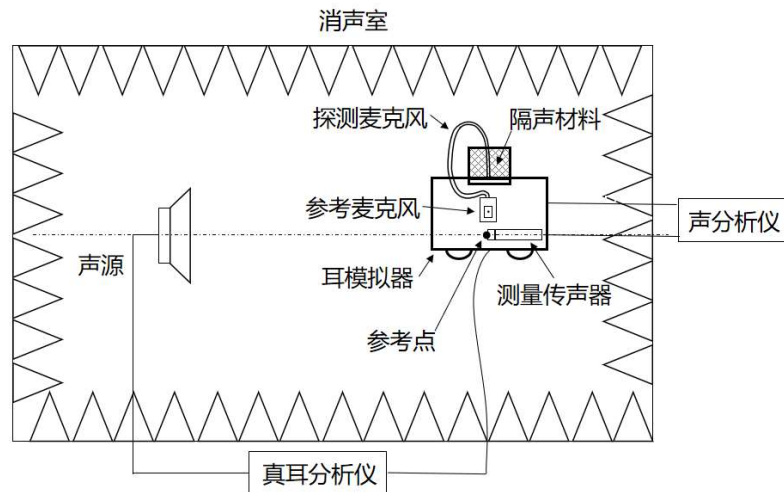 消声室
探测麦克风
隔声材料
参考麦克风
声分析仪
声源
耳模拟器
测量传声器
参考点
真耳分析仪